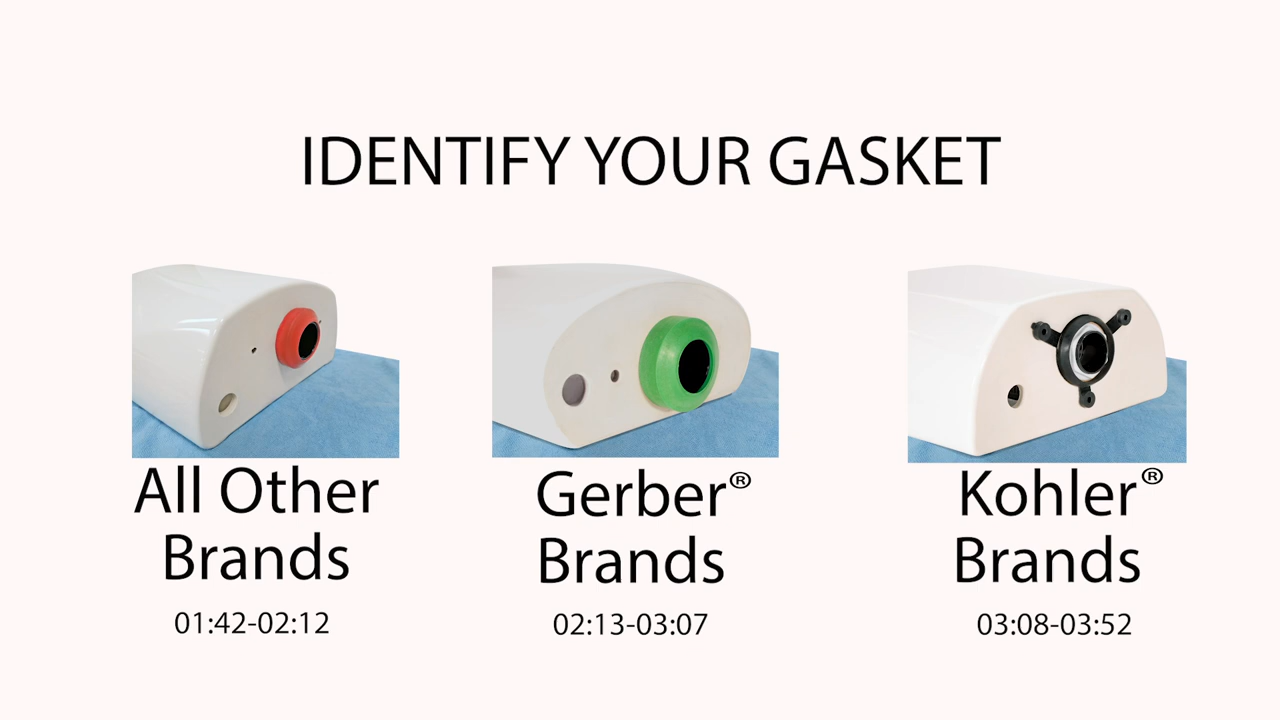 IDENTIFY YOUR GASKET
All Other
Brands
01:42-02:12
Gerber®
Brands
02:13-03:07
Kohler®
Brands
03:08-03:52